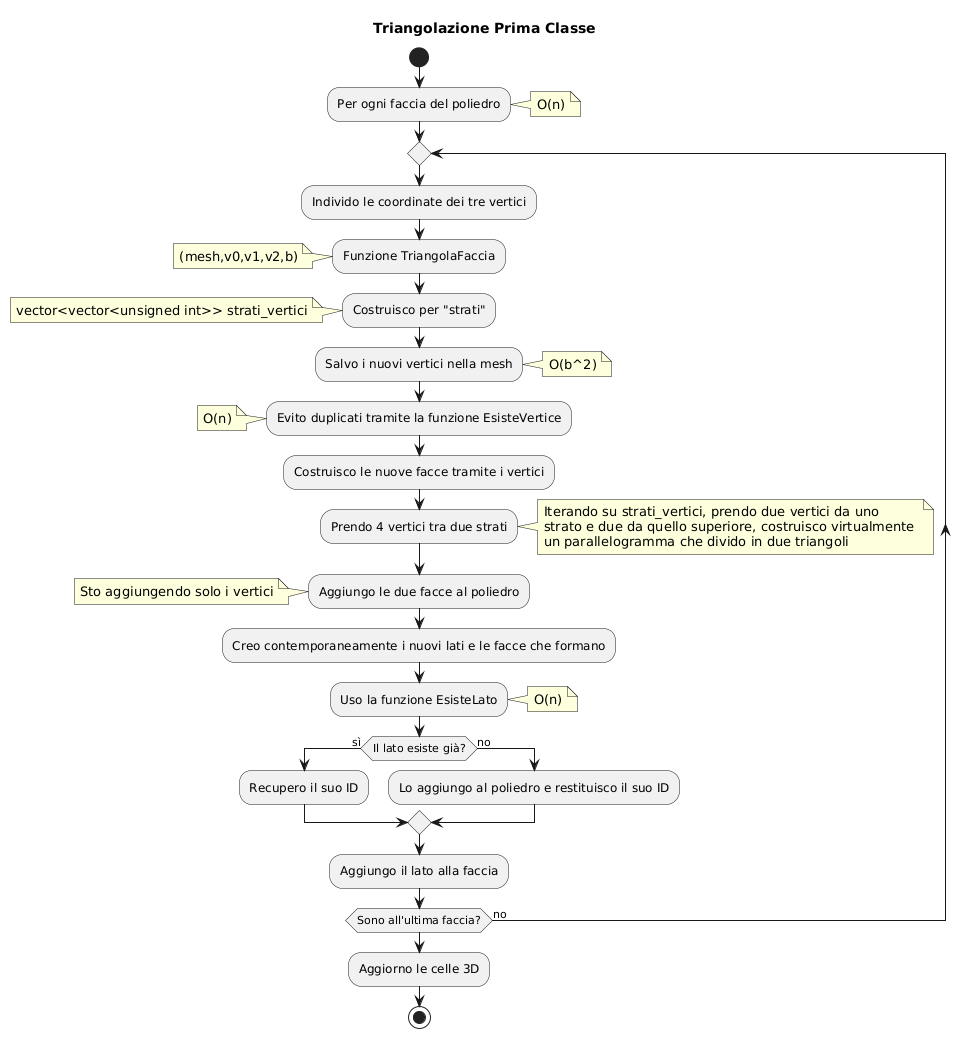 Triangolazione Prima Classe
Per ogni faccia del poliedro
O(n)
Individo le coordinate dei tre vertici
(mesh,v0,v1,v2,b)
Funzione TriangolaFaccia
vector<vector<unsigned int>> strati_vertici
Costruisco per "strati"
Salvo i nuovi vertici nella mesh
O(b^2)
O(n)
Evito duplicati tramite la funzione EsisteVertice
Costruisco le nuove facce tramite i vertici
Prendo 4 vertici tra due strati
Iterando su strati_vertici, prendo due vertici da uno
strato e due da quello superiore, costruisco virtualmente
un parallelogramma che divido in due triangoli
Sto aggiungendo solo i vertici
Aggiungo le due facce al poliedro
Creo contemporaneamente i nuovi lati e le facce che formano
Uso la funzione EsisteLato
O(n)
sì
Il lato esiste già?
no
Recupero il suo ID
Lo aggiungo al poliedro e restituisco il suo ID
Aggiungo il lato alla faccia
Sono all'ultima faccia?
no
Aggiorno le celle 3D